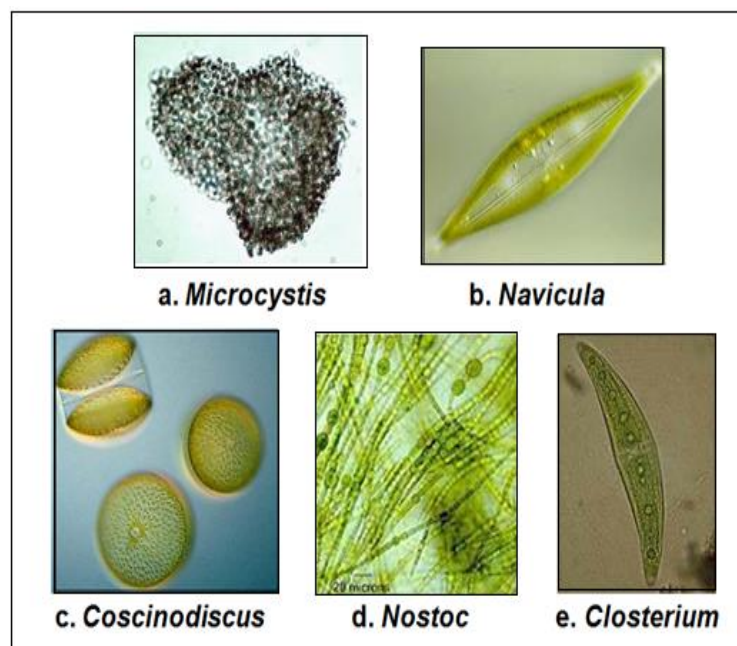 a. Microcystis
b. Navicula
c. Coscinodiscus
20 microns
d. Nostoc
e. Closterium